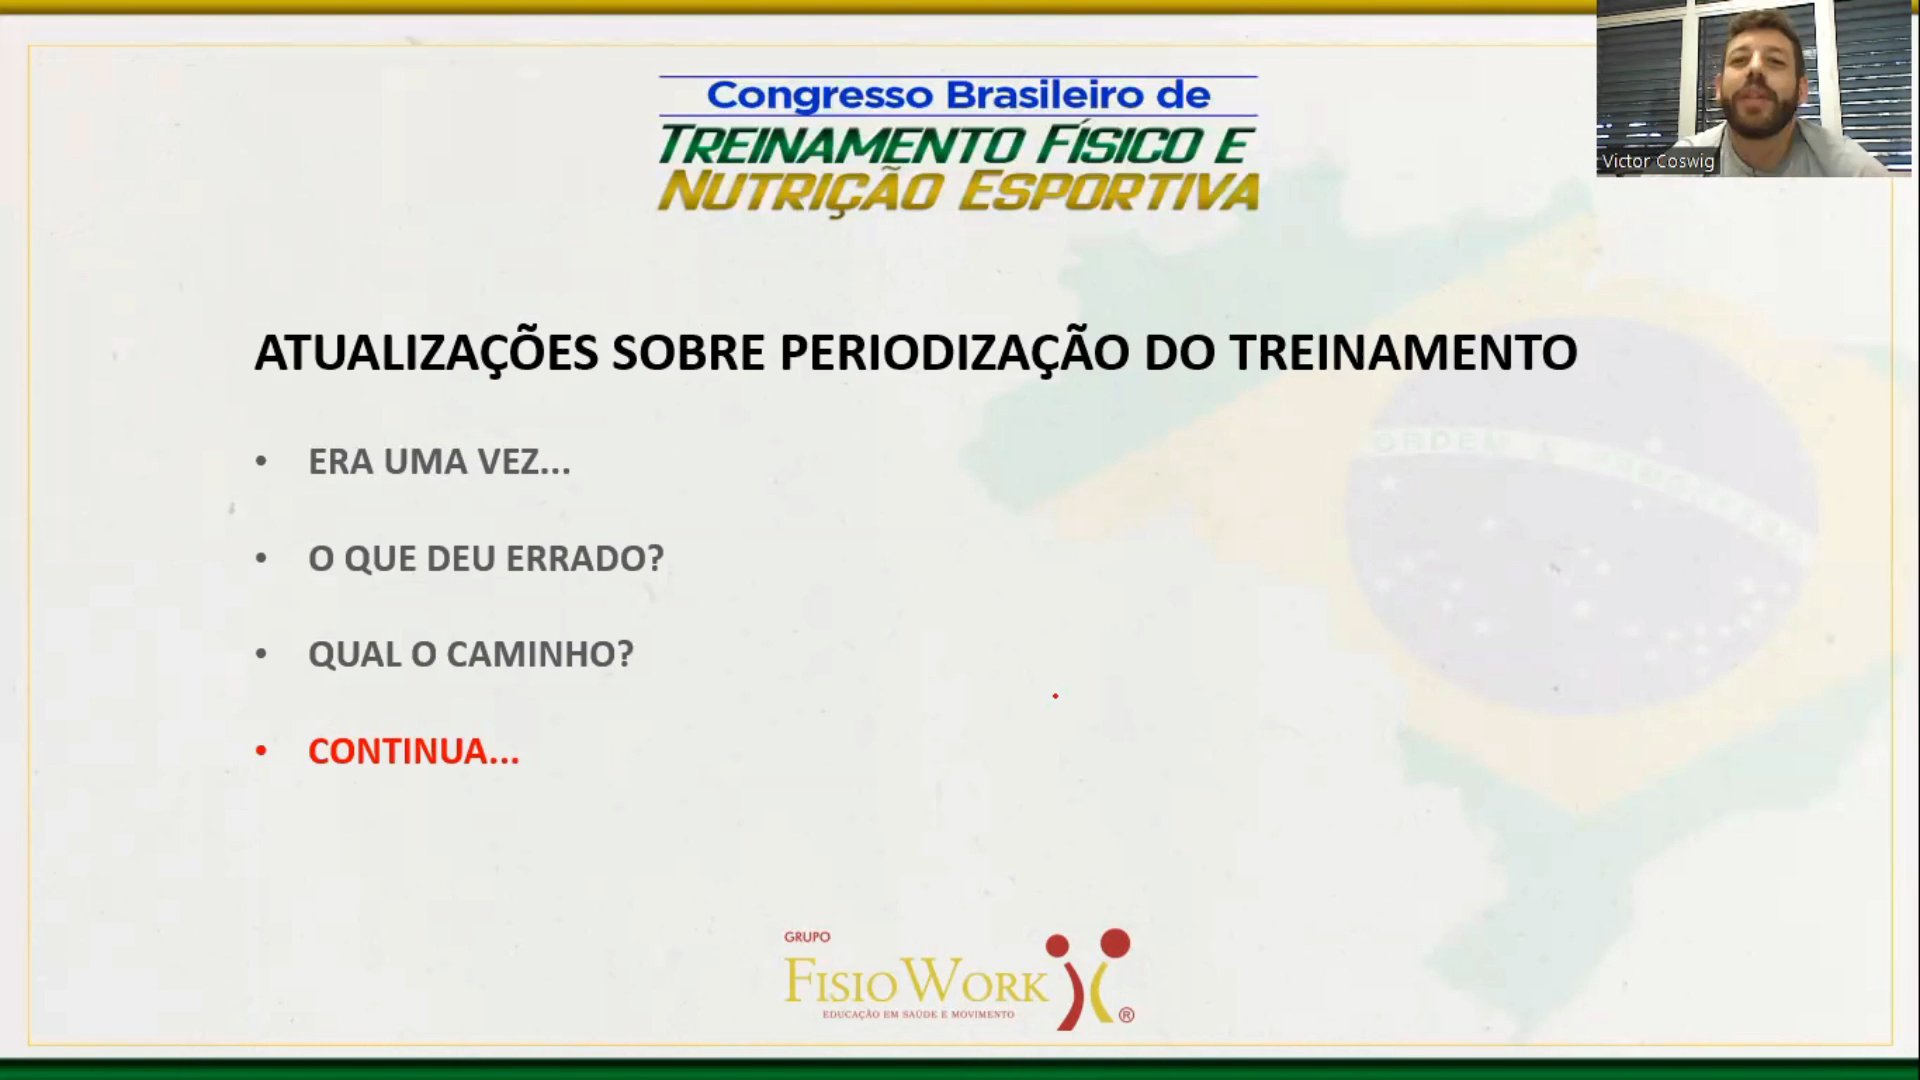 Congresso Brasileiro de
TREINAMENTO FÍSICO E
NUTRIÇÃO ESPORTIVA
Victor Coswig
ATUALIZAÇÕES SOBRE PERIODIZAÇÃO DO TREINAMENTO
• ERA UMA VEZ...
• O QUE DEU ERRADO?
• QUAL O CAMINHO?
• CONTINUA...
ORDEM E
GRUPO
FISIOWORK
EDUCAÇÃO EM SAÚDE E MOVIMENTO
®